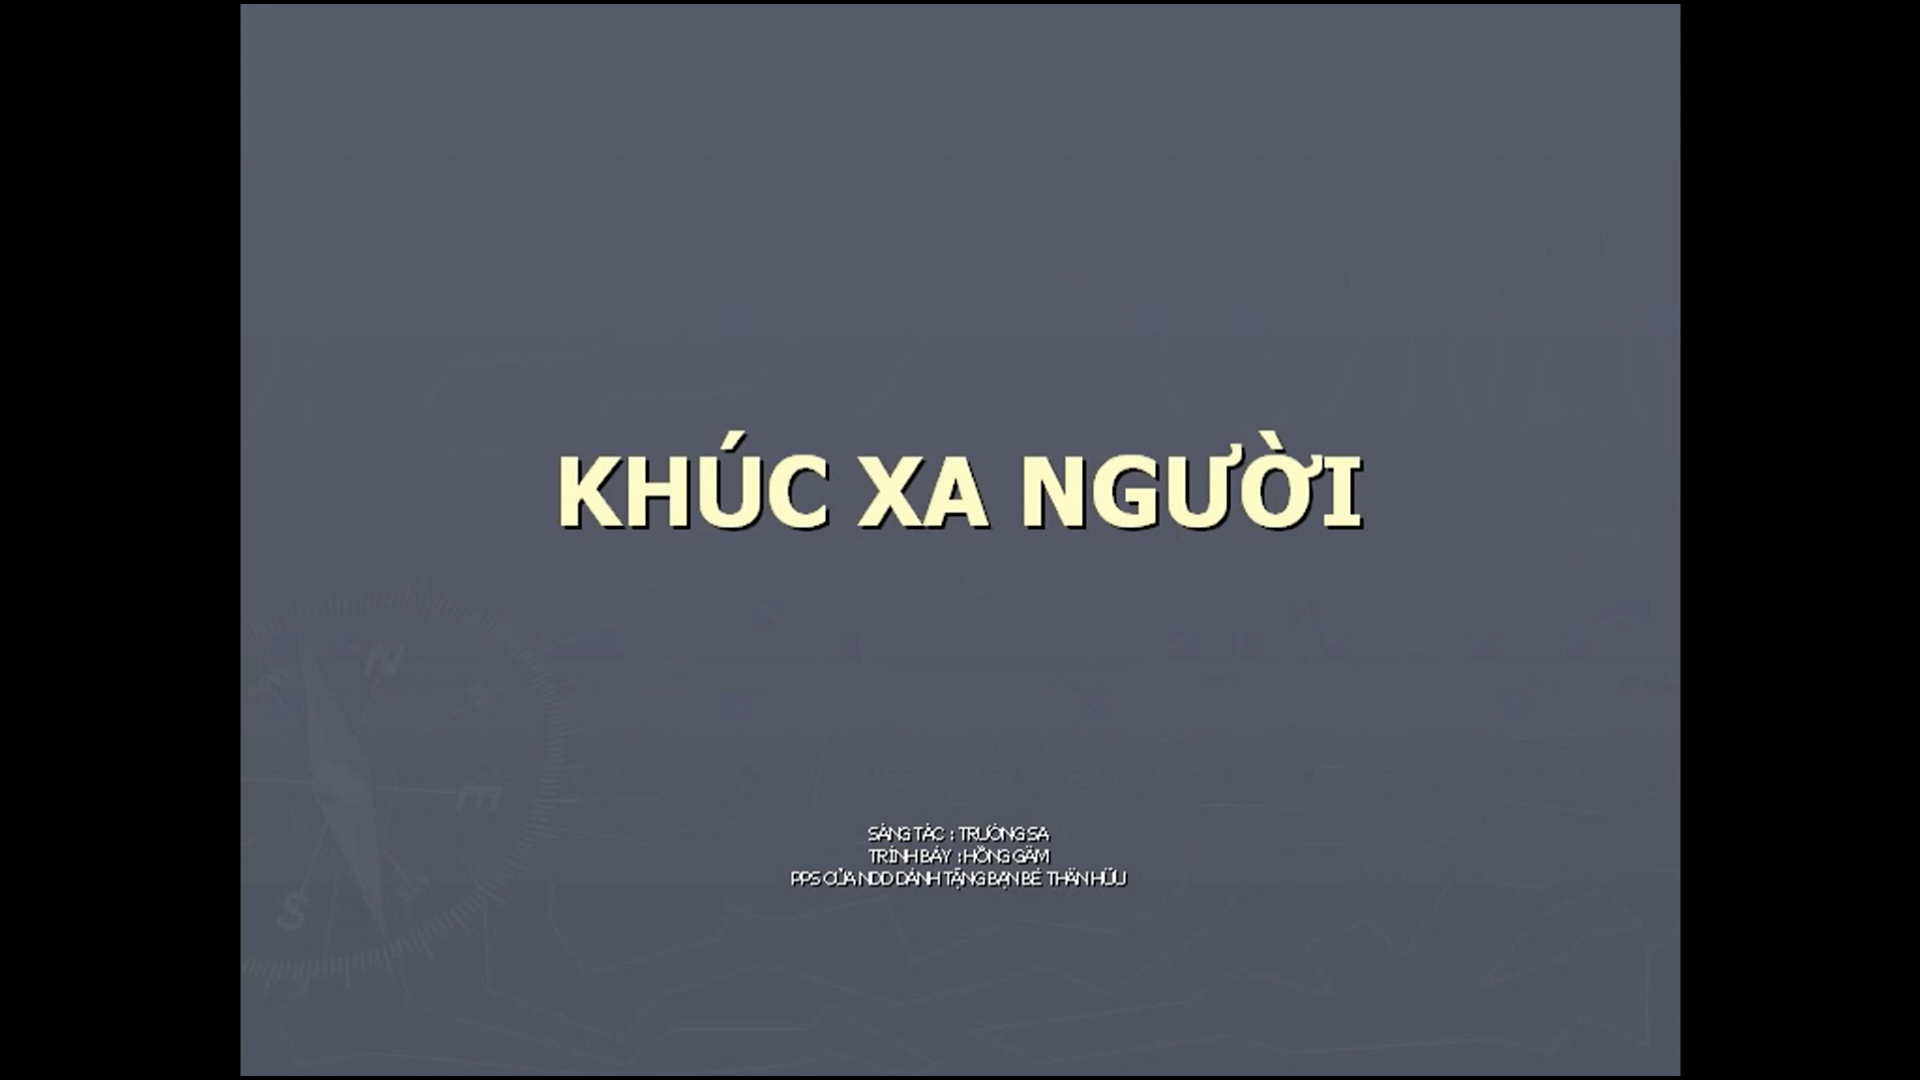 KHÚC XA NGƯỜI
SÁNG TÁC : TRƯỜNG SA
TRÌNH BÀY : HỒNG GẤM
PPS CỦA NDD DÀNH TẶNG BẠN BÈ THÂN HỮU
N
E
S